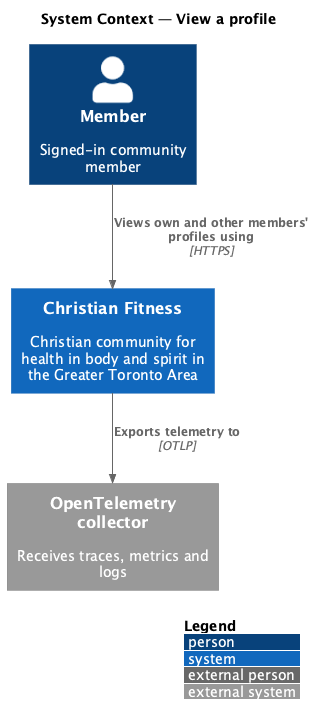 System Context — View a profile
Member
Signed-in community
member
Views own and other members'
profiles using
[HTTPS]
Christian Fitness
Christian community for
health in body and spirit in
the Greater Toronto Area
Exports telemetry to
[OTLP]
OpenTelemetry
collector
Receives traces, metrics and
logs
Legend
person
system
external person
external system